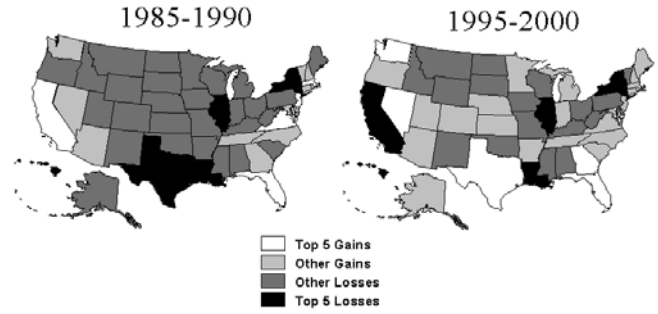 1985-1990
1995-2000
Top 5 Gains
Other Gains
Other Losses
Top 5 Losses